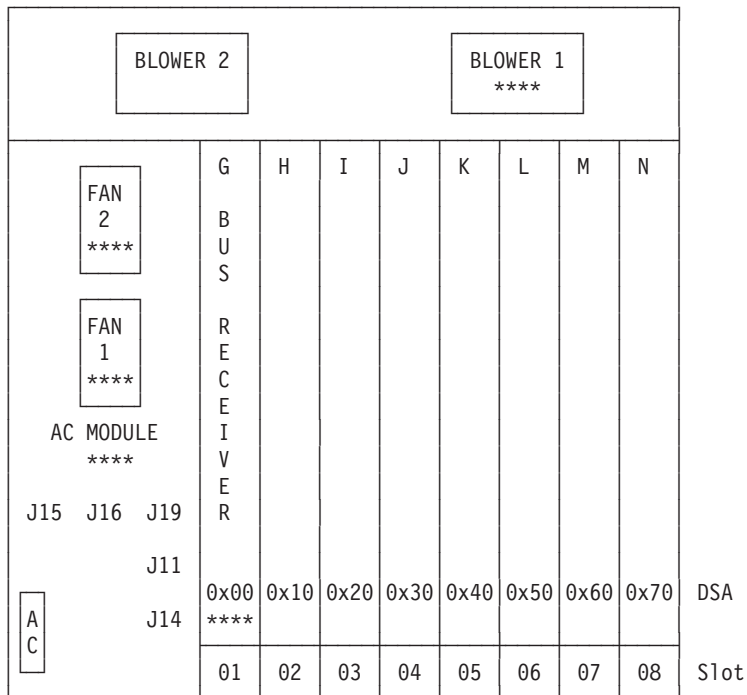 BLOWER 2 BLOWER 1
****
G H I J K L M N
FAN
2 B
**** U
S
FAN R
1 E
**** C
E
AC MODULE I
**** V
E
J15 J16 J19 R
J11
0x00 0x10 0x20 0x30 0x40 0x50 0x60 0x70 DSA
A J14 ****
C
01 02 03 04 05 06 07 08 Slot